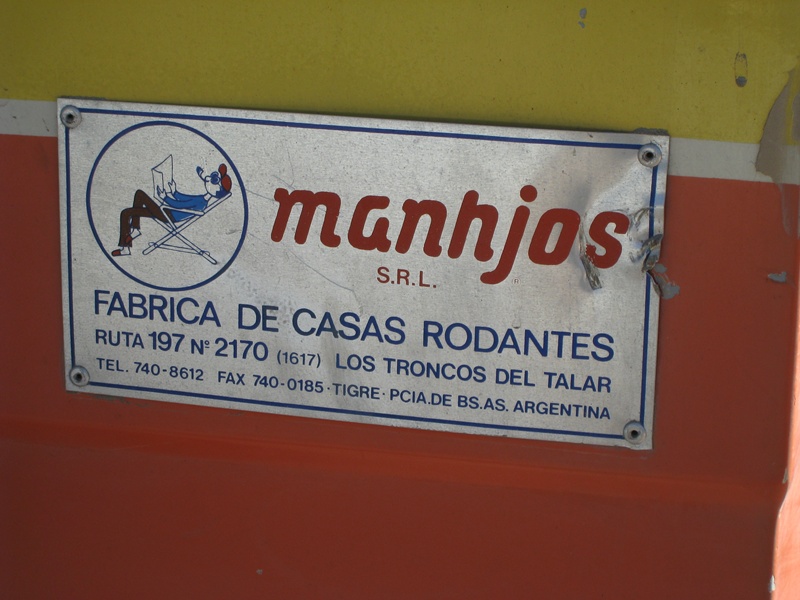 manhjos
S.R.L.
FABRICA DE CASAS RODANTES
RUTA 197 Nº 2170 (1617) LOS TRONCOS DEL TALAR
TEL. 740-8612 FAX 740-0185·TIGRE·PCIA.DE BS.AS. ARGENTINA